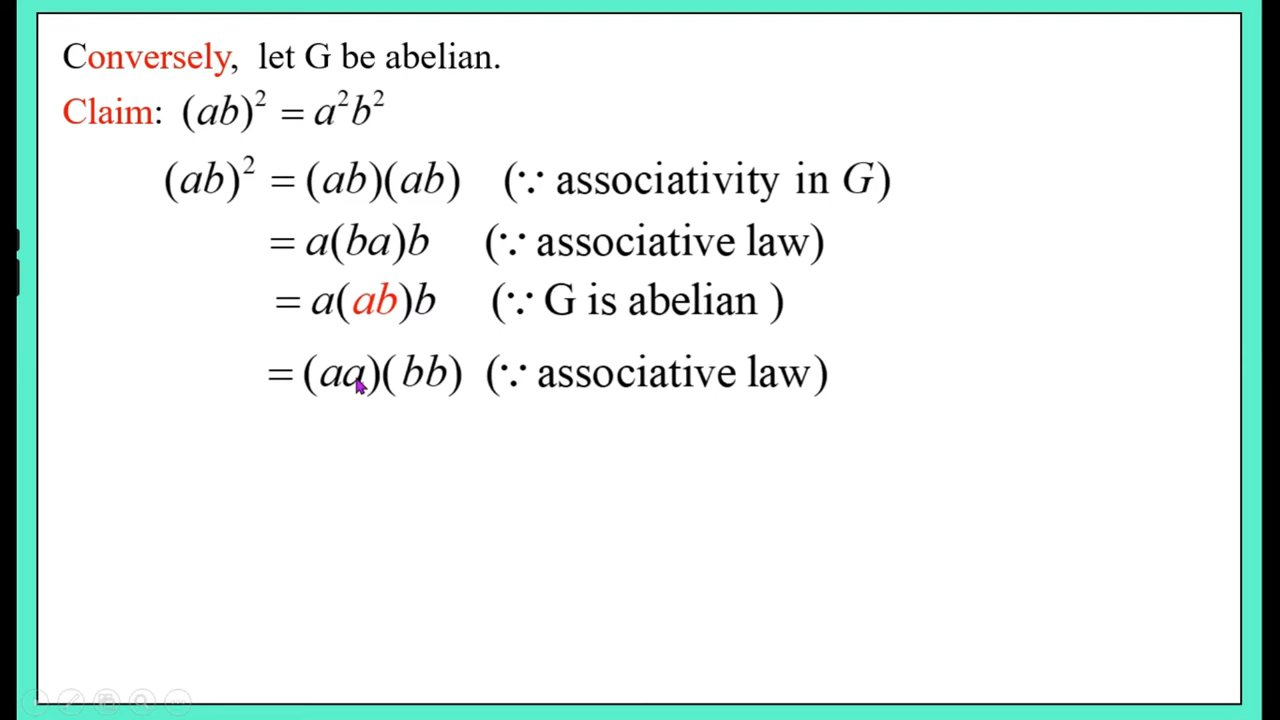 Conversely, let G be abelian.
Claim: (ab)² = a²b²
(ab)² = (ab)(ab) (∵ associativity in G)
= a(ba)b (∵ associative law)
= a(ab)b (∵ G is abelian )
= (aa)(bb) (∵ associative law)